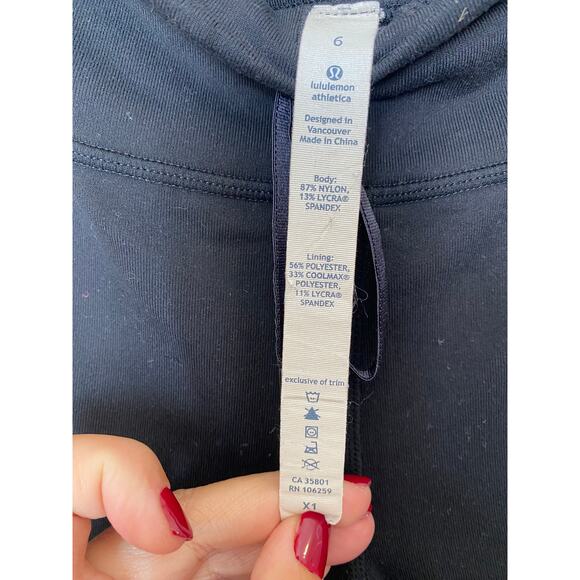 6
lululemon
athletica
Designed in
Vancouver
Made in China
Body:
87% NYLON,
13% LYCRA®
SPANDEX
Lining:
56% POLYESTER,
33% COOLMAX®
POLYESTER,
11% LYCRA®
SPANDEX
exclusive of trim
CA 35801
RN 106259
X1